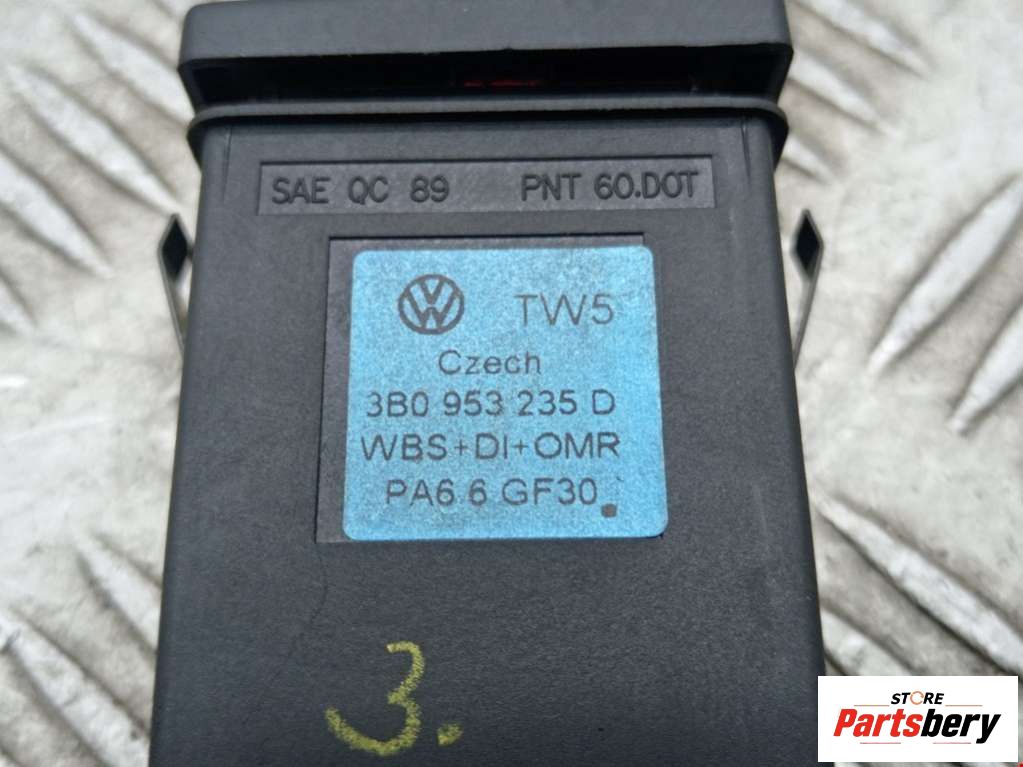 SAE QC 89 PNT 60.DOT
VW TW5
Czech
3B0 953 235 D
WBS+DI+OMR
PA6.6 GF30
3.
STORE
Partsbery